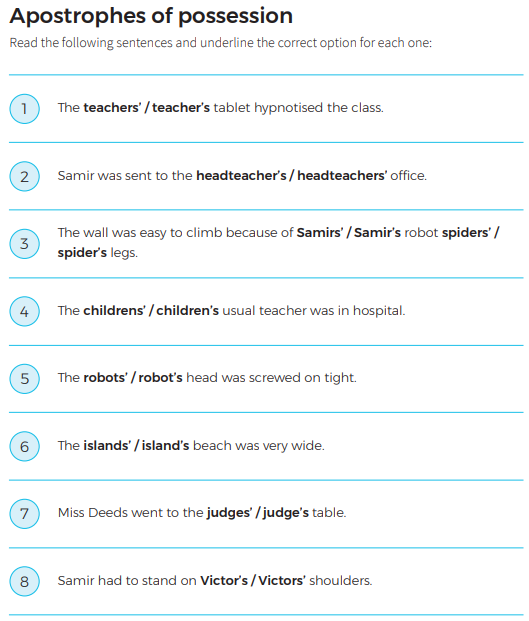 Apostrophes of possession
Read the following sentences and underline the correct option for each one:
1 The teachers’ / teacher’s tablet hypnotised the class.
2 Samir was sent to the headteacher’s / headteachers’ office.
3 The wall was easy to climb because of Samirs’ / Samir’s robot spiders’ /
spider’s legs.
4 The childrens’ / children’s usual teacher was in hospital.
5 The robots’ / robot’s head was screwed on tight.
6 The islands’ / island’s beach was very wide.
7 Miss Deeds went to the judges’ / judge’s table.
8 Samir had to stand on Victor’s / Victors’ shoulders.